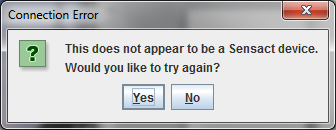 Connection Error
This does not appear to be a Sensact device.
Would you like to try again?
Yes No